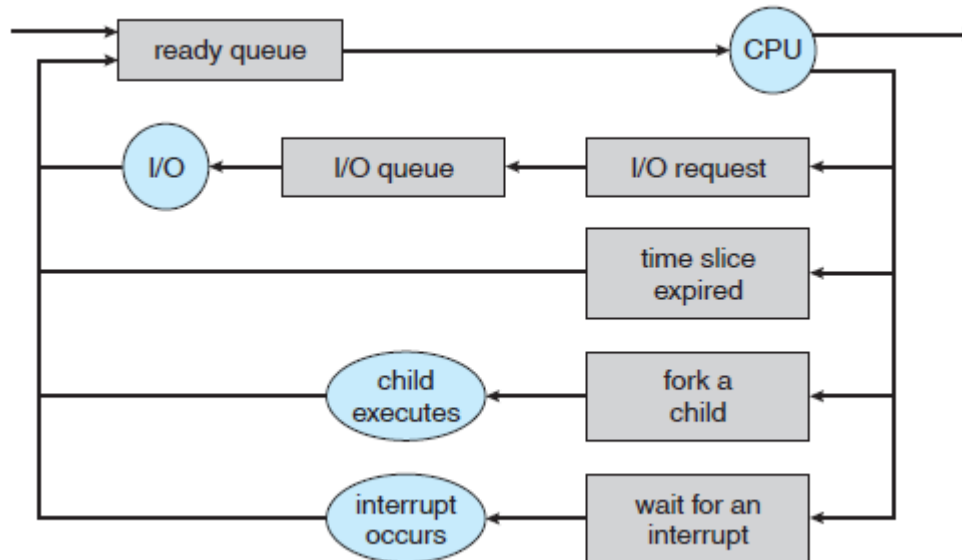 ready queue
CPU
I/O
I/O queue
I/O request
time slice
expired
child
executes
fork a
child
interrupt
occurs
wait for an
interrupt